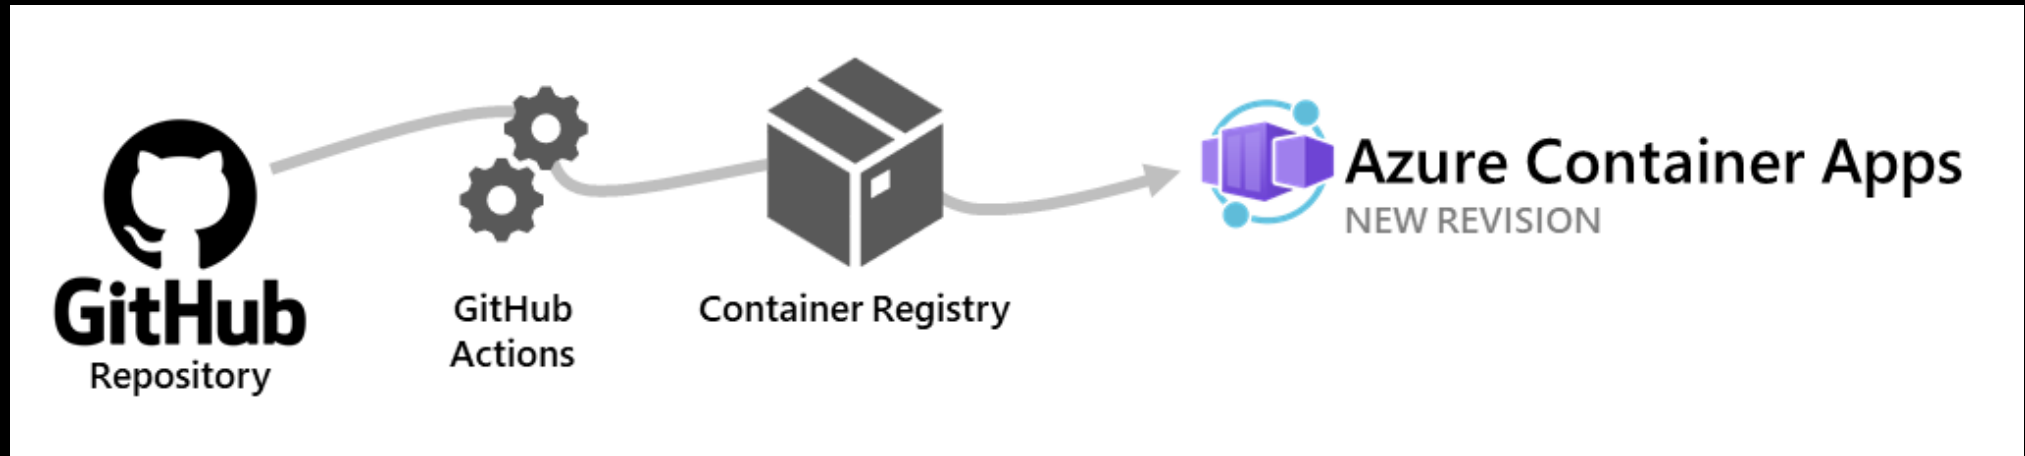 GitHub
Repository
GitHub
Actions
Container Registry
Azure Container Apps
NEW REVISION